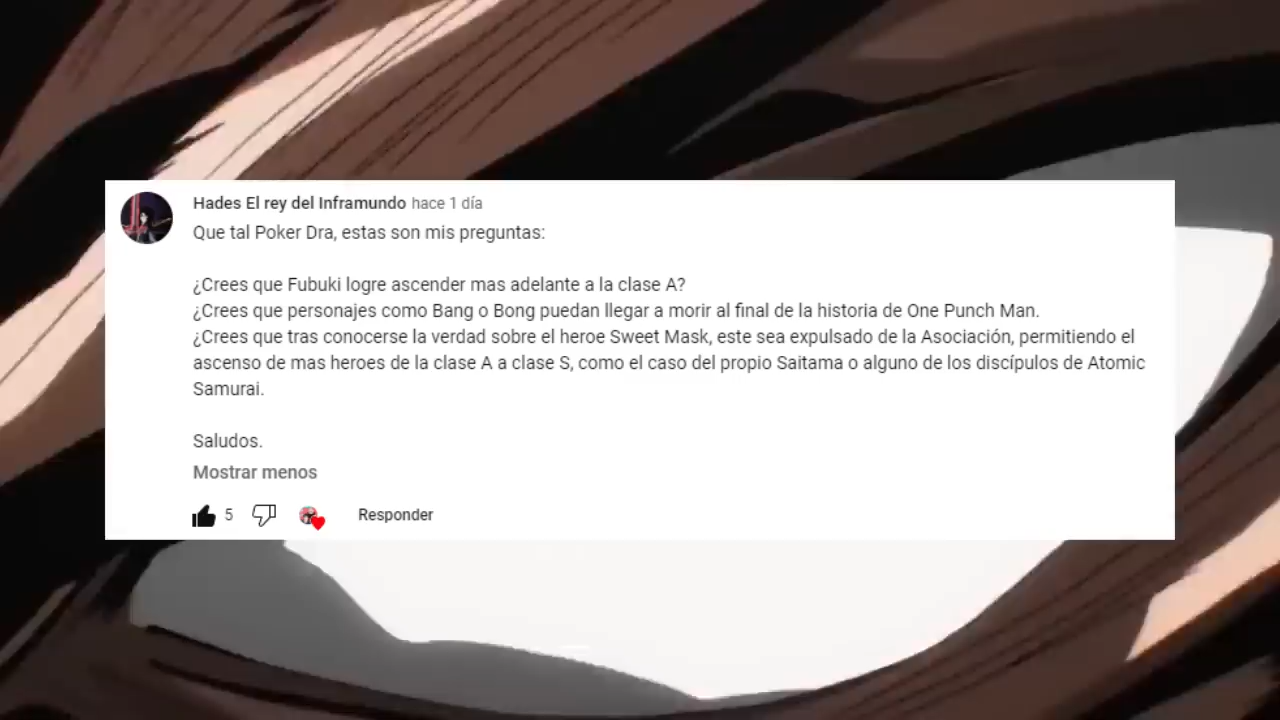 Hades El rey del Inframundo hace 1 día
Que tal Poker Dra, estas son mis preguntas:
¿Crees que Fubuki logre ascender mas adelante a la clase A?
¿Crees que personajes como Bang o Bong puedan llegar a morir al final de la historia de One Punch Man.
¿Crees que tras conocerse la verdad sobre el heroe Sweet Mask, este sea expulsado de la Asociación, permitiendo el
ascenso de mas heroes de la clase A a clase S, como el caso del propio Saitama o alguno de los discípulos de Atomic
Samurai.
Saludos.
Mostrar menos
5 Responder